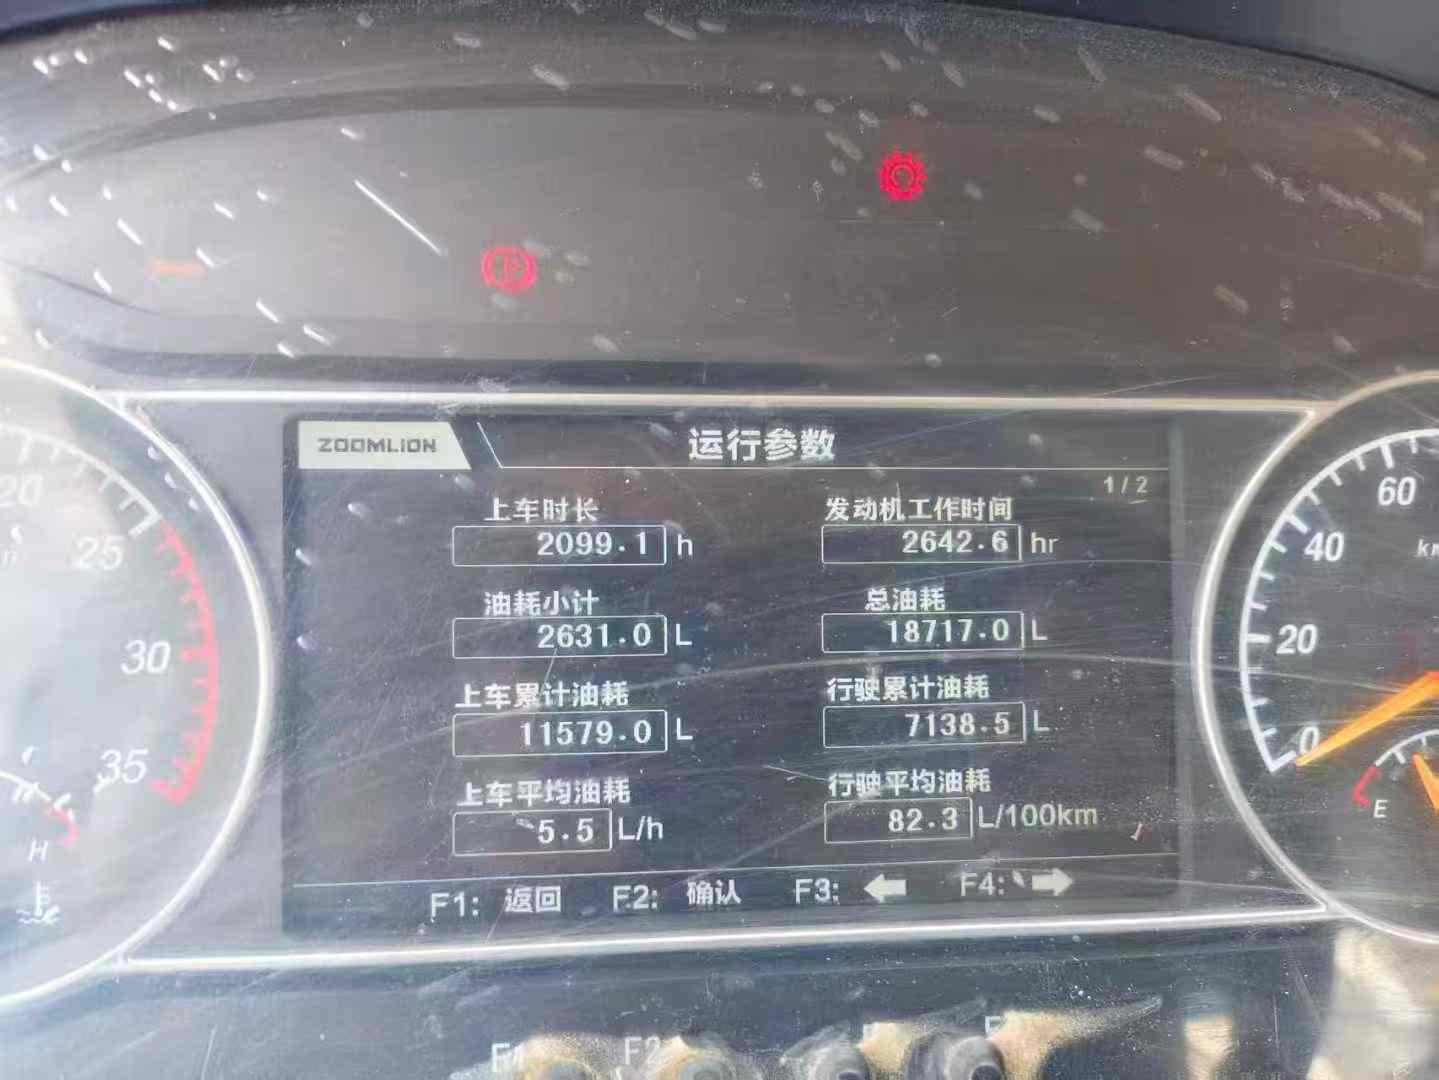 ZOOMLION 运行参数
1/2
上车时长 发动机工作时间
2099.1 h 2642.6 hr
油耗小计 总油耗
2631.0 L 18717.0 L
上车累计油耗 行驶累计油耗
11579.0 L 7138.5 L
上车平均油耗 行驶平均油耗
5.5 L/h 82.3 L/100km
F1: 返回 F2: 确认 F3: F4:
20
25
30
35
H
P
60
40
20
0
E
F1 F2